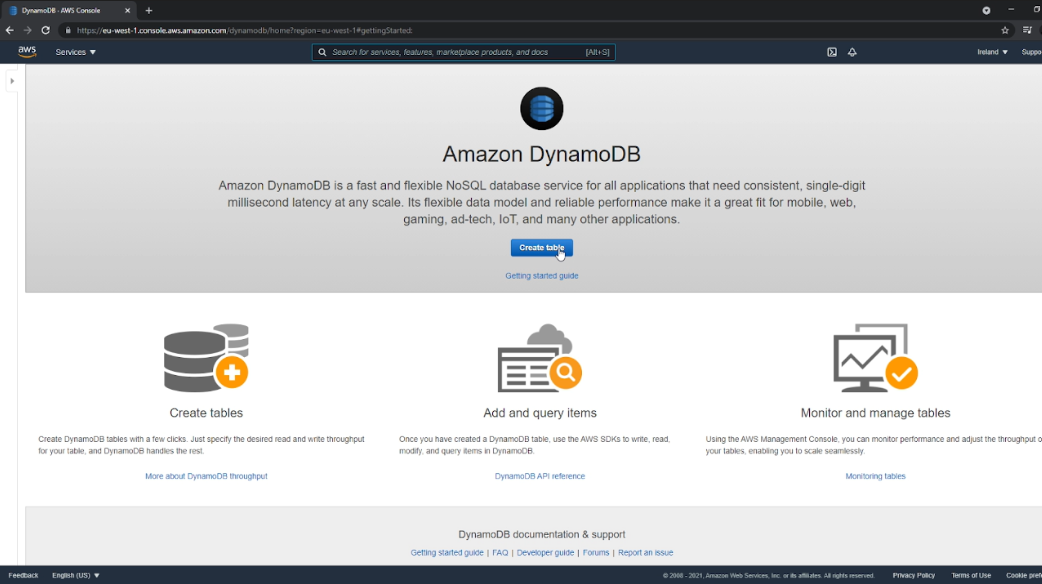 DynamoDB - AWS Console
https://eu-west-1.console.aws.amazon.com/dynamodb/home?region=eu-west-1#gettingStarted:
aws
Services
Search for services, features, marketplace products, and docs [Alt+S]
Ireland
Suppo
Amazon DynamoDB
Amazon DynamoDB is a fast and flexible NoSQL database service for all applications that need consistent, single-digit
millisecond latency at any scale. Its flexible data model and reliable performance make it a great fit for mobile, web,
gaming, ad-tech, IoT, and many other applications.
Create table
Getting started guide
Create tables
Create DynamoDB tables with a few clicks. Just specify the desired read and write throughput
for your table, and DynamoDB handles the rest.
More about DynamoDB throughput
Add and query items
Once you have created a DynamoDB table, use the AWS SDKs to write, read,
modify, and query items in DynamoDB.
DynamoDB API reference
Monitor and manage tables
Using the AWS Management Console, you can monitor performance and adjust the throughput o
your tables, enabling you to scale seamlessly.
Monitoring tables
DynamoDB documentation & support
Getting started guide | FAQ | Developer guide | Forums | Report an issue
Feedback English (US)
© 2008 - 2021, Amazon Web Services, Inc. or its affiliates. All rights reserved. Privacy Policy Terms of Use Cookie pref